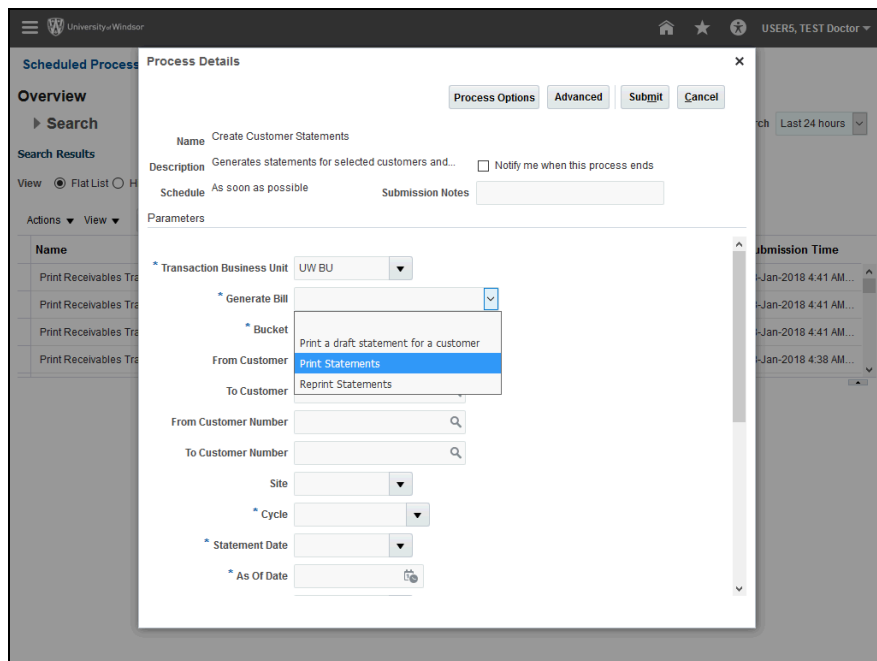 University of Windsor
USER5, TEST Doctor
Scheduled Process
Process Details
×
Overview
Process Options Advanced Submit Cancel
Search
Last 24 hours
Name Create Customer Statements
Search Results
Description Generates statements for selected customers and... Notify me when this process ends
View Flat List H
Schedule As soon as possible Submission Notes
Actions View
Parameters
Name
Submission Time
* Transaction Business Unit UW BU
Print Receivables Tra
-Jan-2018 4:41 AM...
* Generate Bill
Print Receivables Tra
-Jan-2018 4:41 AM...
* Bucket
Print Receivables Tra
-Jan-2018 4:41 AM...
Print a draft statement for a customer
From Customer Print Statements
Print Receivables Tra
-Jan-2018 4:38 AM...
Reprint Statements
To Customer
From Customer Number
To Customer Number
Site
* Cycle
* Statement Date
* As Of Date